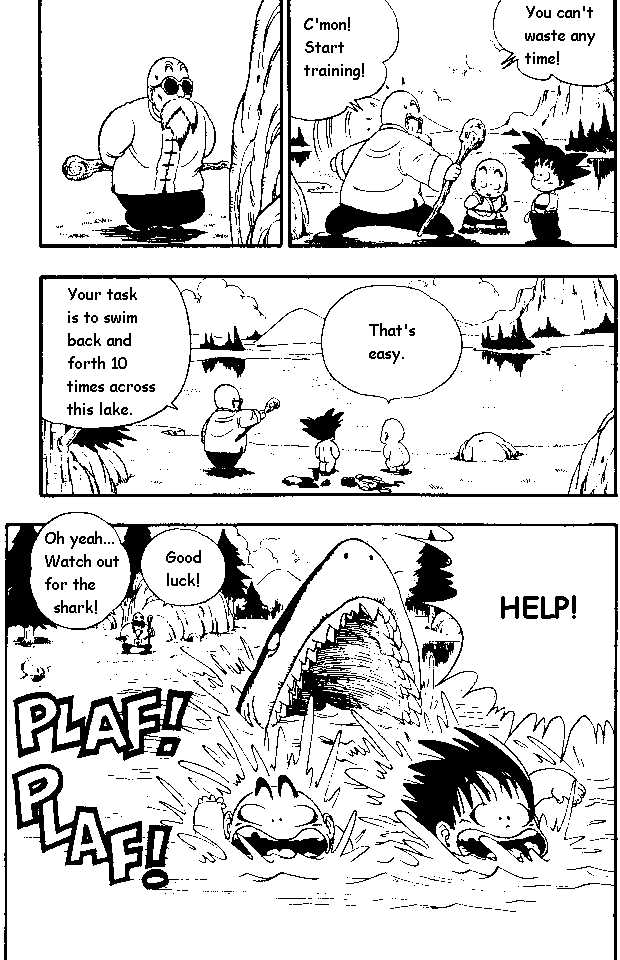 C'mon!
Start
training!
You can't
waste any
time!
Your task
is to swim
back and
forth 10
times across
this lake.
That's
easy.
Oh yeah...
Watch out
for the
shark!
Good
luck!
HELP!
PLAF!
PLAF!